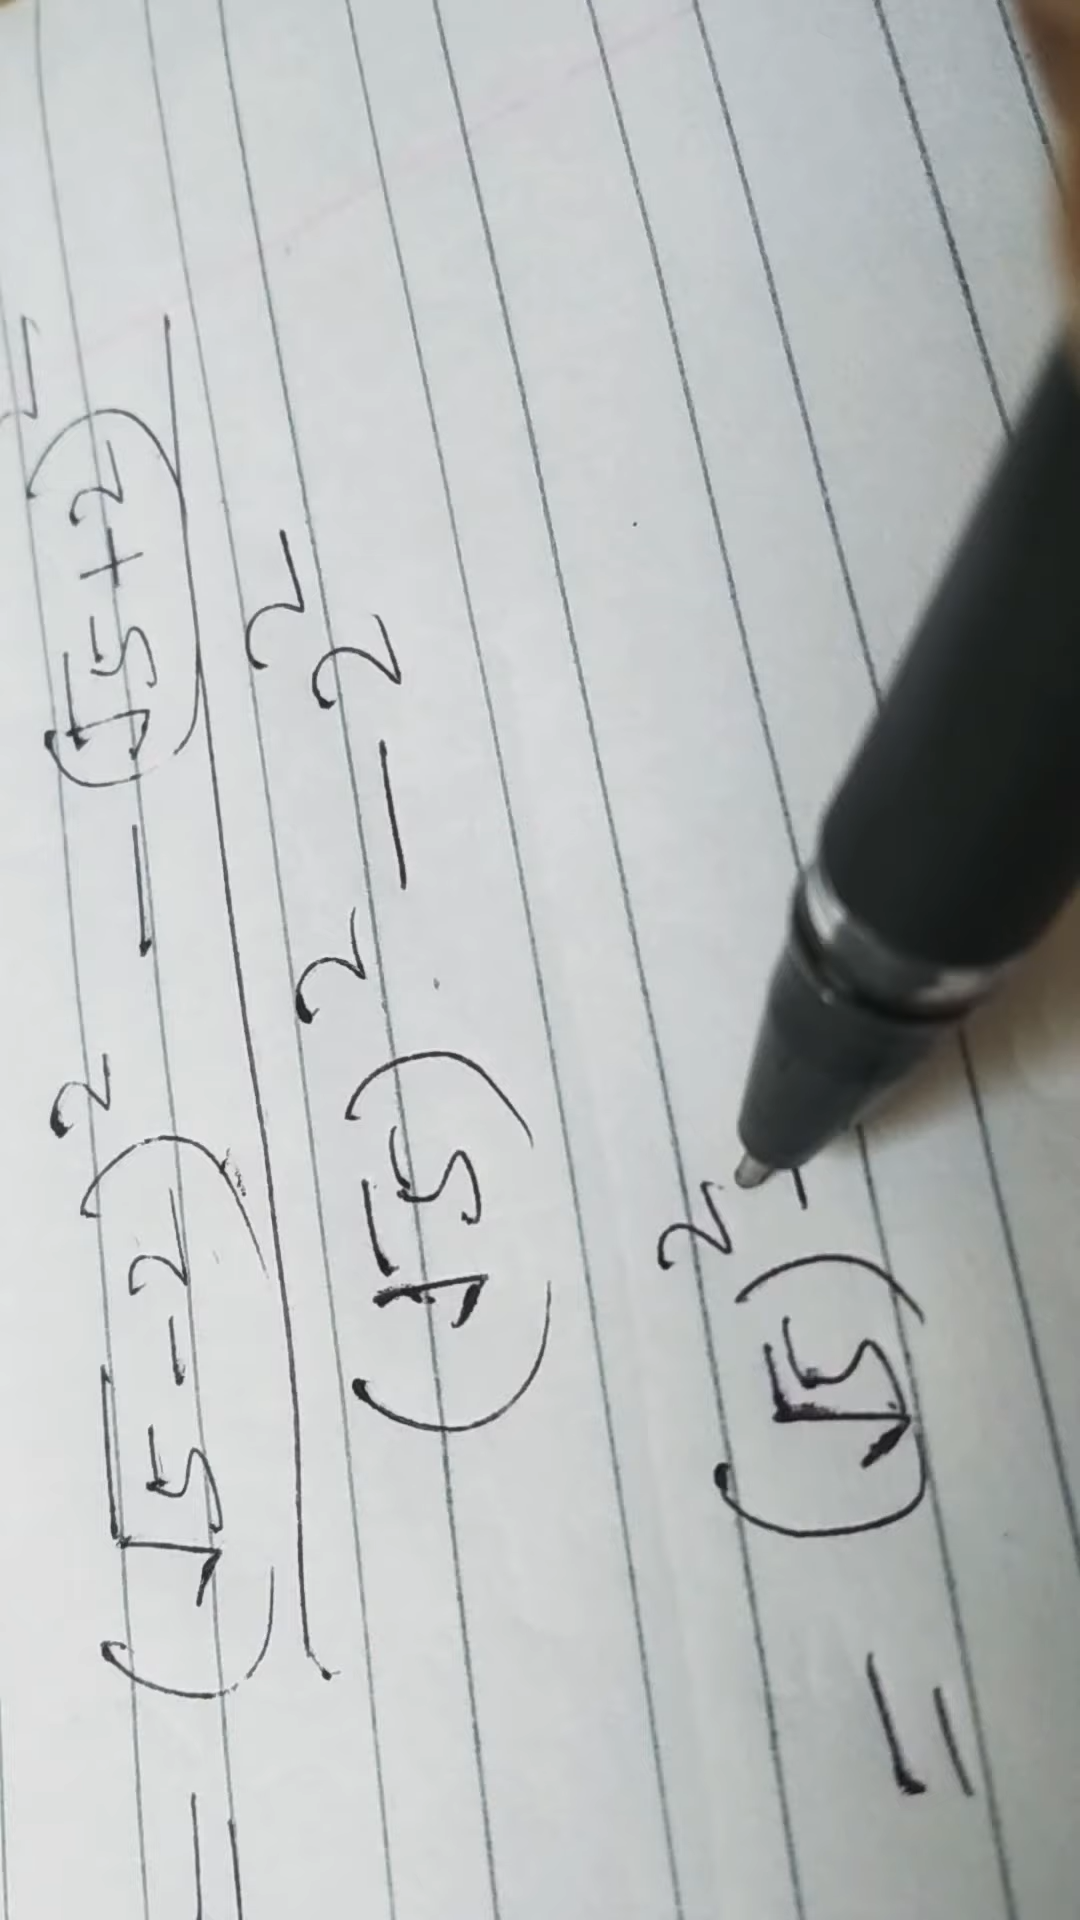 = (√5 - 2)² - (√5 + 2)²
(√5)² - 2²
= (√5)² -